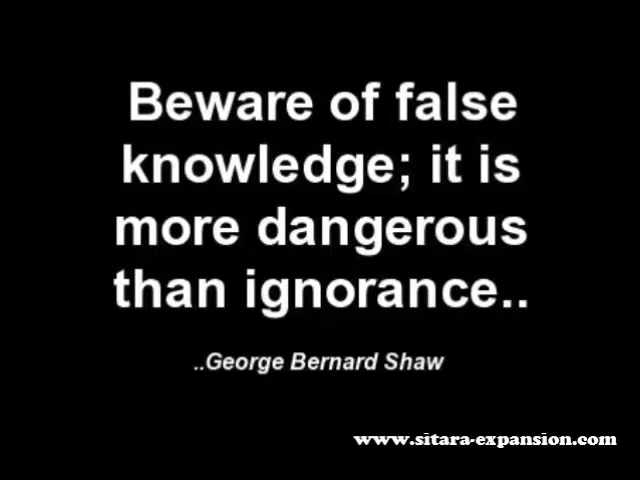 Beware of false
knowledge; it is
more dangerous
than ignorance..
..George Bernard Shaw
www.sitara-expansion.com